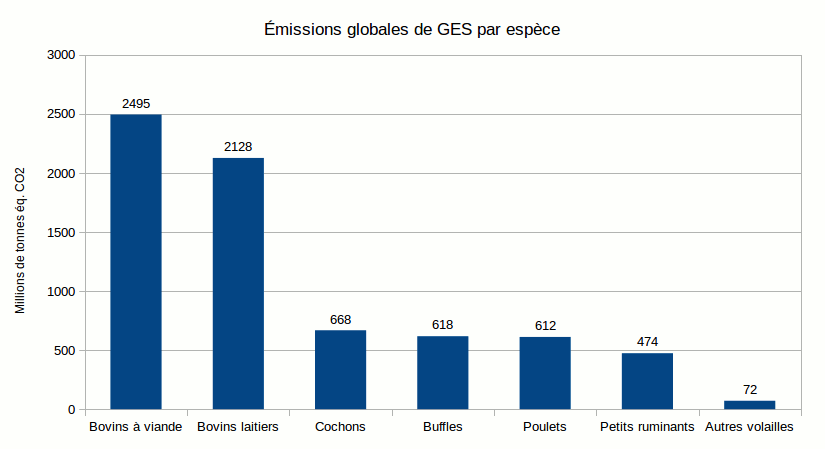 Émissions globales de GES par espèce
Millions de tonnes éq. CO2
3000
2500
2000
1500
1000
500
0
2495
2128
668
618
612
474
72
Bovins à viande
Bovins laitiers
Cochons
Buffles
Poulets
Petits ruminants
Autres volailles